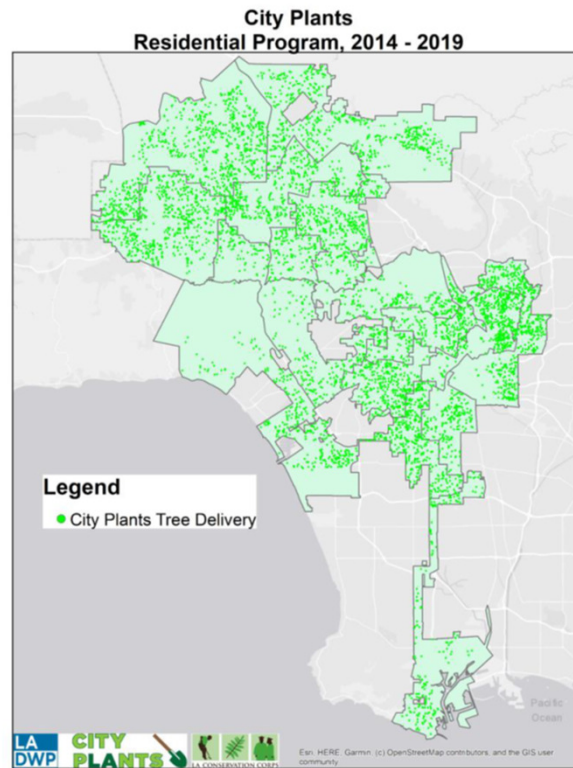 City Plants
Residential Program, 2014 - 2019
Legend
City Plants Tree Delivery
Pacific
Ocean
LA
DWP
CITY
PLANTS
LA CONSERVATION CORPS
Esri, HERE, Garmin, (c) OpenStreetMap contributors, and the GIS user
community